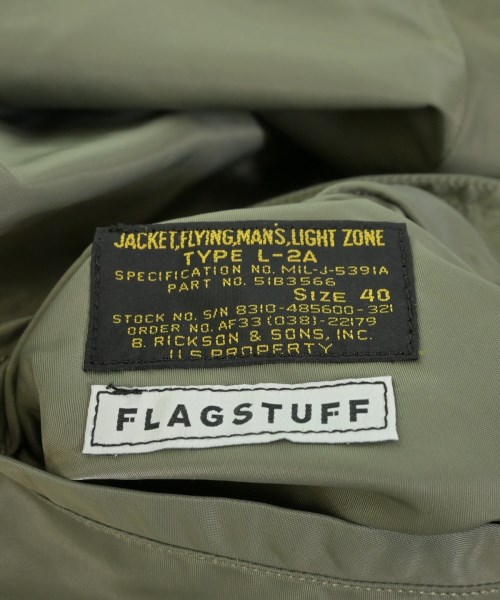 JACKET,FLYING,MAN'S,LIGHT ZONE
TYPE L-2A
SPECIFICATION NO. MIL-J-5391A
PART NO. 51B3566
SIZE 40
STOCK NO. S/N 8310-485600-321
ORDER NO. AF33(038)-22179
B. RICKSON & SONS, INC.
U.S. PROPERTY
FLAGSTUFF